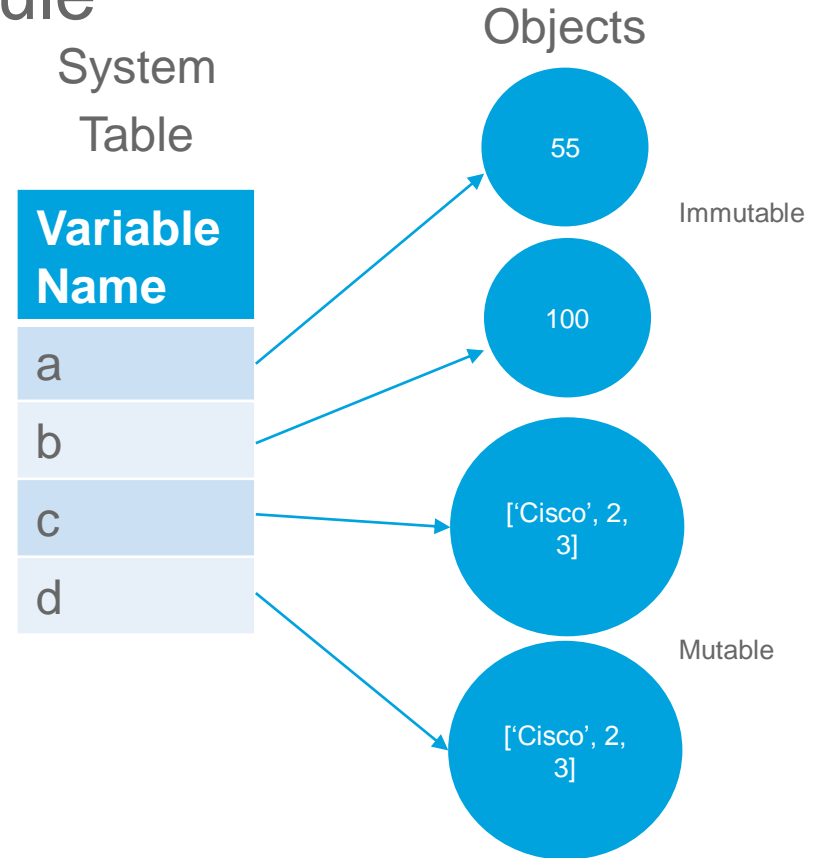 System
Table
Objects
Variable
Name
a
b
c
d
55
Immutable
100
['Cisco', 2,
3]
Mutable
[‘Cisco’, 2,
3]